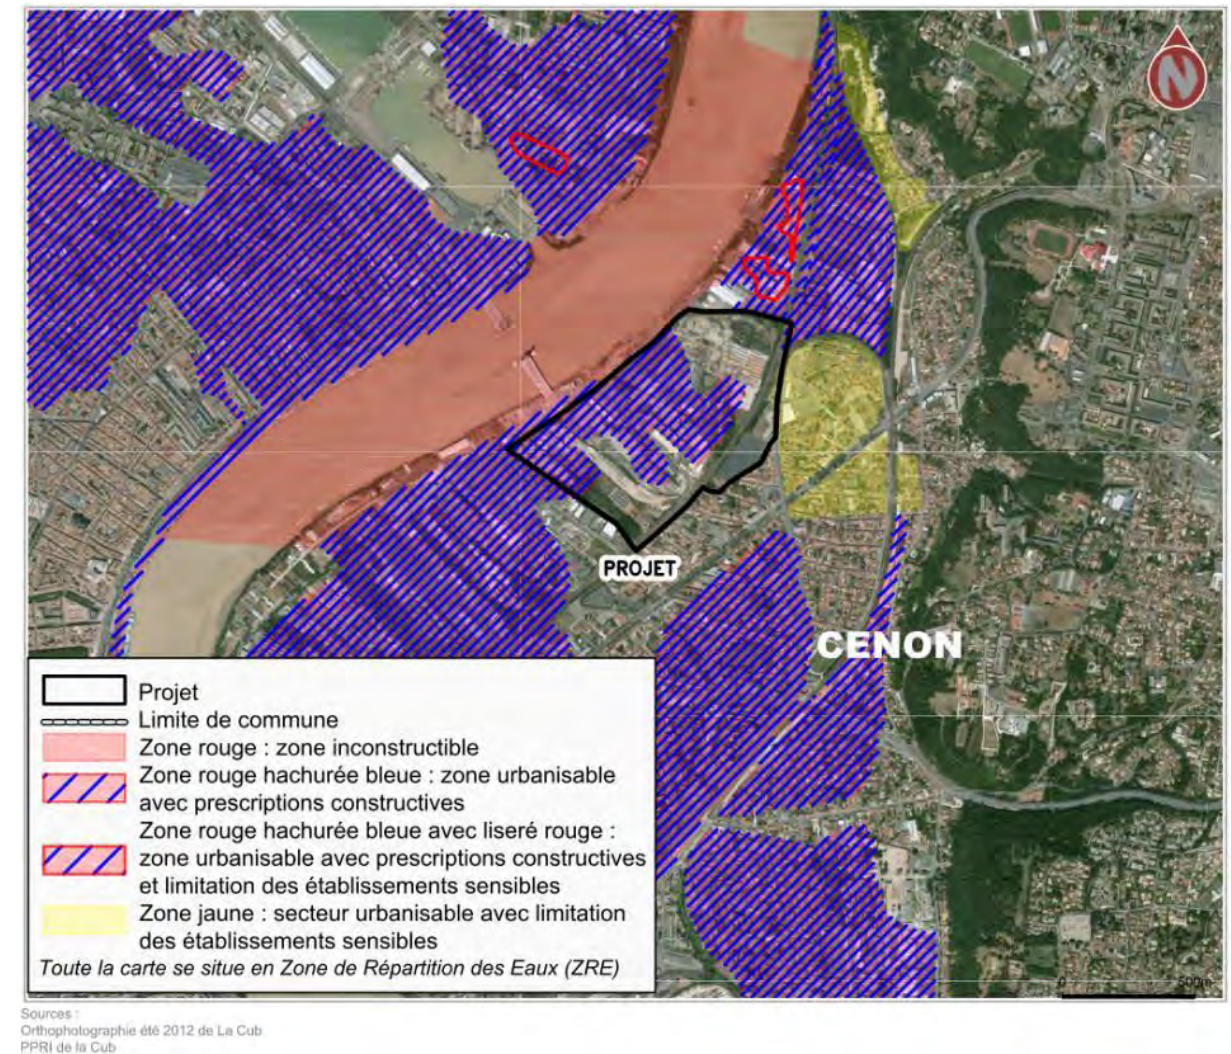 N
PROJET
CENON
Projet
Limite de commune
Zone rouge : zone inconstructible
Zone rouge hachurée bleue : zone urbanisable
avec prescriptions constructives
Zone rouge hachurée bleue avec liseré rouge :
zone urbanisable avec prescriptions constructives
et limitation des établissements sensibles
Zone jaune : secteur urbanisable avec limitation
des établissements sensibles
Toute la carte se situe en Zone de Répartition des Eaux (ZRE)
0 500m
Sources :
Orthophotographie été 2012 de La Cub
PPRI de la Cub